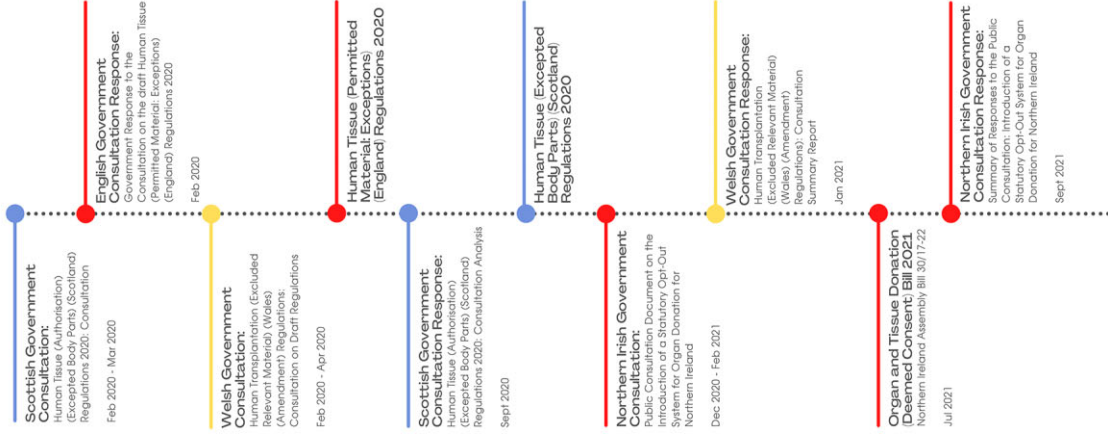 Scottish Government
Consultation:
Human Tissue (Authorisation)
(Excepted Body Parts) (Scotland)
Regulations 2020: Consultation
Feb 2020 - Mar 2020
English Government
Consultation Response:
Government Response to the
Consultation on the draft Human Tissue
(Permitted Material: Exceptions)
(England) Regulations 2020
Feb 2020
Welsh Government
Consultation:
Human Transplantation (Excluded
Relevant Material) (Wales)
(Amendment) Regulations:
Consultation on Draft Regulations
Feb 2020 - Apr 2020
Human Tissue (Permitted
Material: Exceptions)
(England) Regulations 2020
Scottish Government
Consultation Response:
Human Tissue (Authorisation)
(Excepted Body Parts) (Scotland)
Regulations 2020: Consultation Analysis
Sept 2020
Human Tissue (Excepted
Body Parts) (Scotland)
Regulations 2020
Northern Irish Government
Consultation:
Public Consultation Document on the
Introduction of a Statutory Opt-Out
System for Organ Donation for
Northern Ireland
Dec 2020 - Feb 2021
Welsh Government
Consultation Response:
Human Transplantation
(Excluded Relevant Material)
(Wales) (Amendment)
Regulations): Consultation
Summary Report
Jan 2021
Organ and Tissue Donation
(Deemed Consent) Bill 2021
Northern Ireland Assembly Bill 30/17-22
Jul 2021
Northern Irish Government
Consultation Response:
Summary of Responses to the Public
Consultation: Introduction of a
Statutory Opt-Out System for Organ
Donation for Northern Ireland
Sept 2021